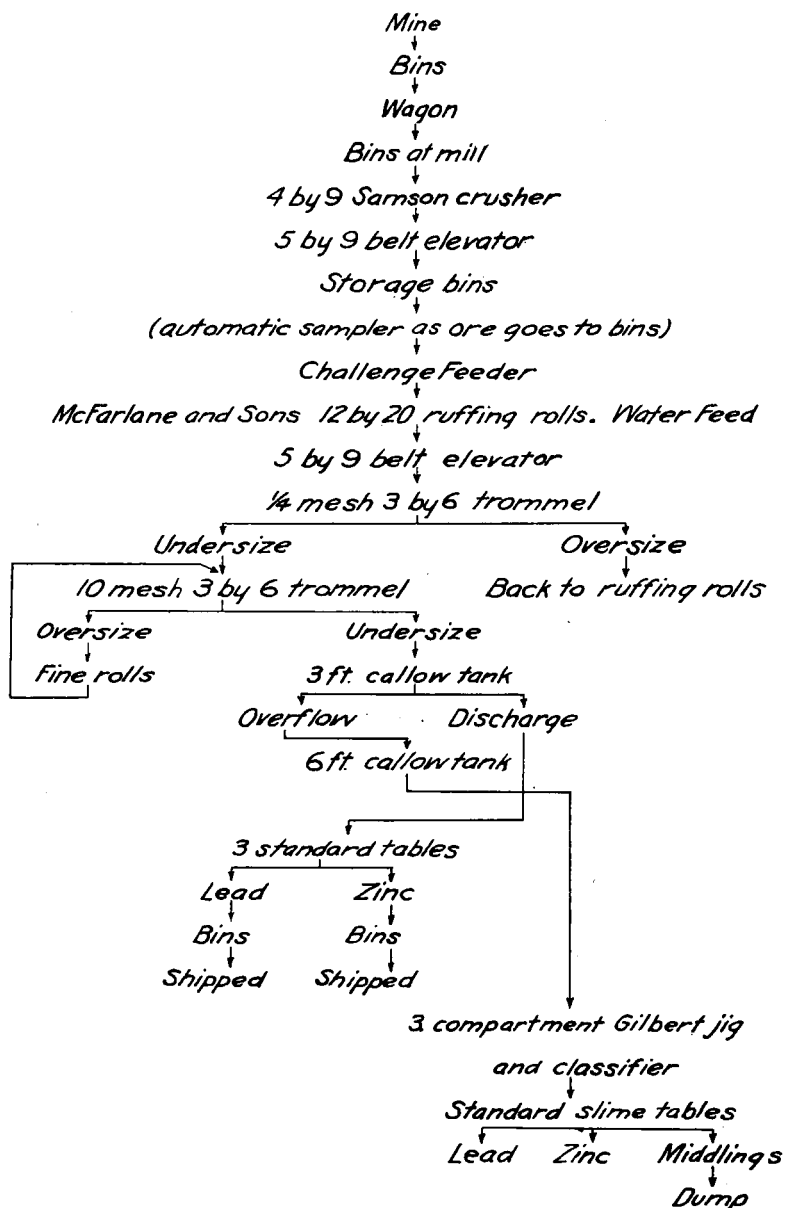 Mine
Bins
Wagon
Bins at mill
4 by 9 Samson crusher
5 by 9 belt elevator
Storage bins
(automatic sampler as ore goes to bins)
Challenge Feeder
McFarlane and Sons 12 by 20 ruffing rolls. Water Feed
5 by 9 belt elevator
1/4 mesh 3 by 6 trommel
Undersize Oversize
10 mesh 3 by 6 trommel Back to ruffing rolls
Oversize Undersize
Fine rolls 3 ft. callow tank
Overflow Discharge
6 ft. callow tank
3 standard tables
Lead Zinc
Bins Bins
Shipped Shipped
3 compartment Gilbert jig
and classifier
Standard slime tables
Lead Zinc Middlings
Dump